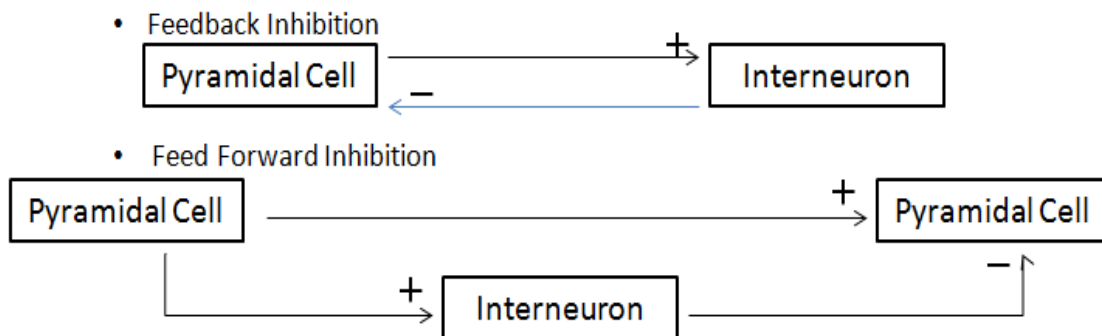 • Feedback Inhibition
+
Pyramidal Cell Interneuron
−
• Feed Forward Inhibition
+
Pyramidal Cell Pyramidal Cell
−
+
Interneuron